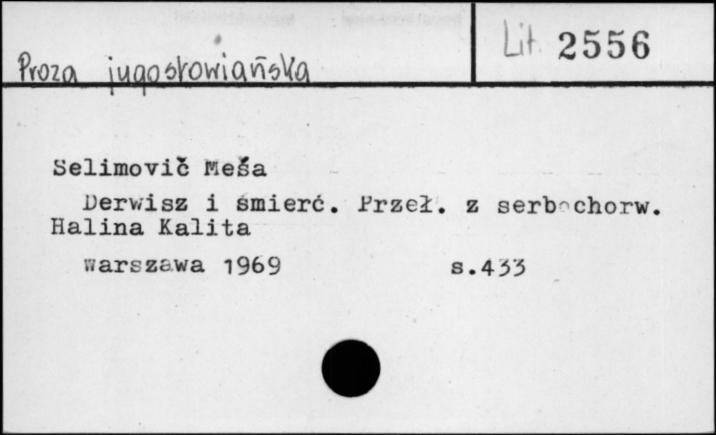 Proza jugosłowiańska
Lit. 2556
Selimovič Meša
Derwisz i śmierć. Przeł. z serbochorw.
Halina Kalita
Warszawa 1969 s.433